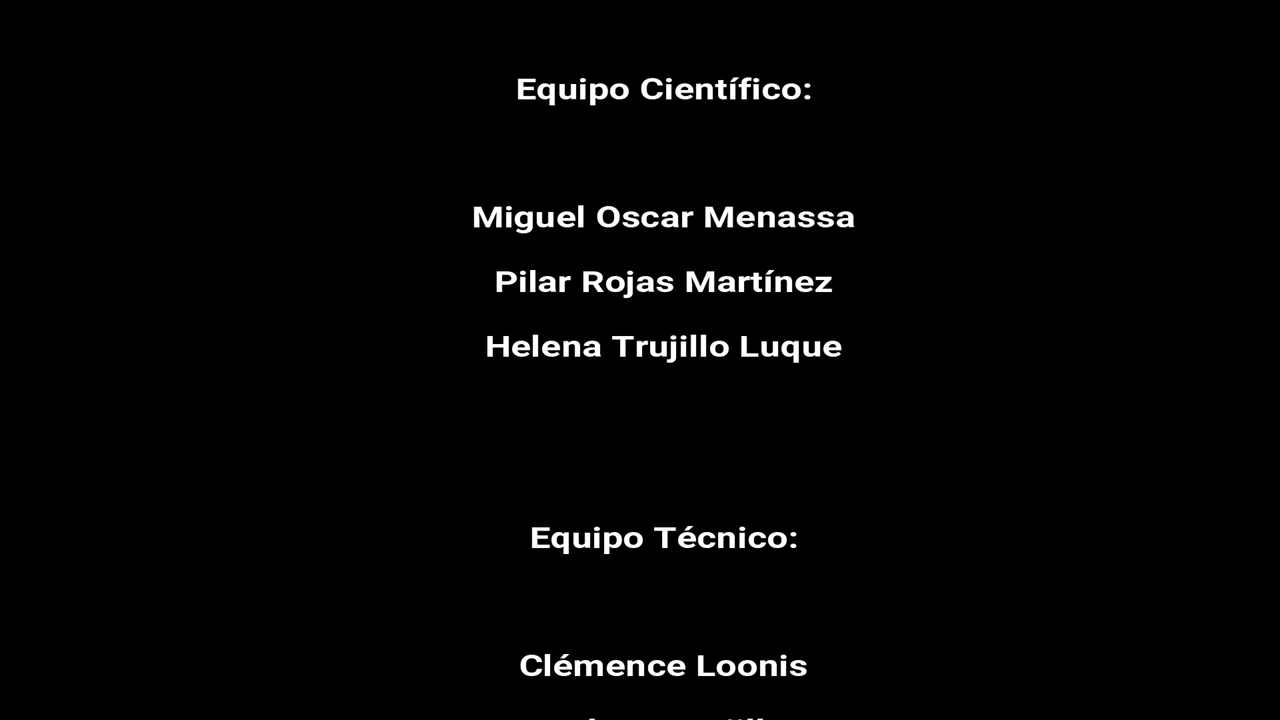 Equipo Científico:
Miguel Oscar Menassa
Pilar Rojas Martínez
Helena Trujillo Luque
Equipo Técnico:
Clémence Loonis